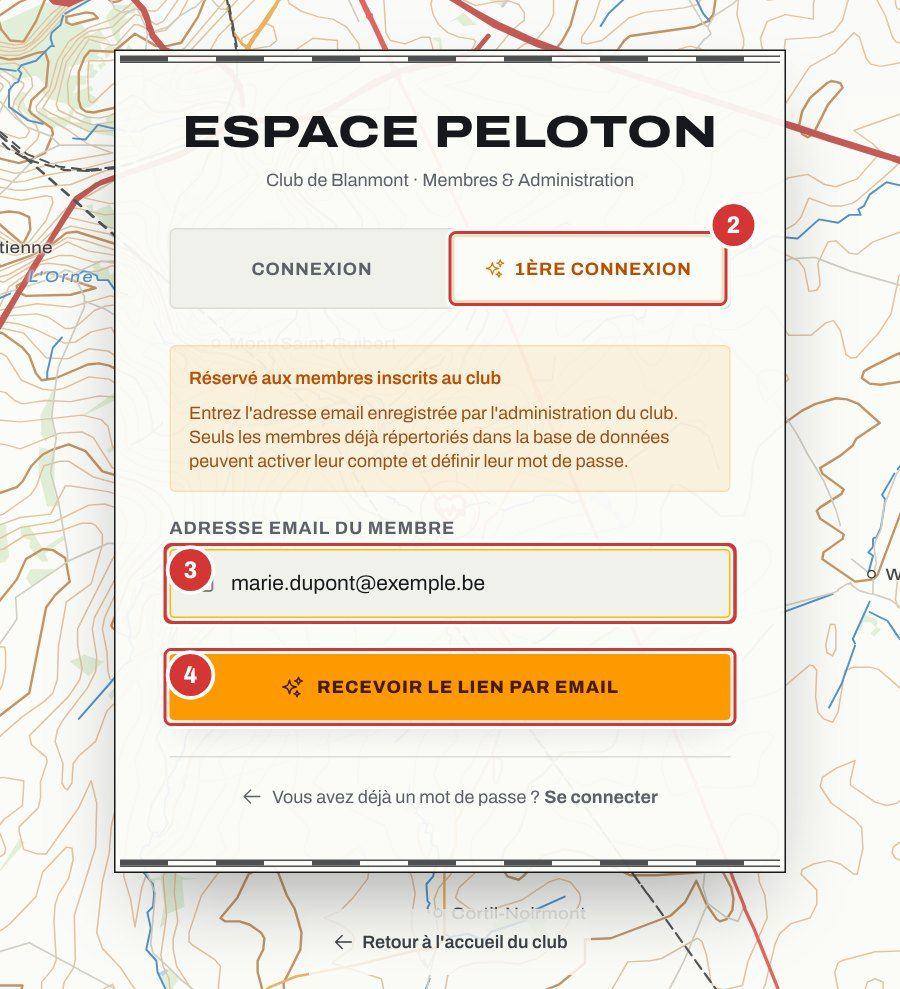 ESPACE PELOTON
Club de Blanmont · Membres & Administration
2
CONNEXION
1ÈRE CONNEXION
tienne
L'Orne
Mont-Saint-Guibert
Réservé aux membres inscrits au club
Entrez l'adresse email enregistrée par l'administration du club.
Seuls les membres déjà répertoriés dans la base de données
peuvent activer leur compte et définir leur mot de passe.
ADRESSE EMAIL DU MEMBRE
3
marie.dupont@exemple.be
W
4
RECEVOIR LE LIEN PAR EMAIL
← Vous avez déjà un mot de passe ? Se connecter
Cortil-Noirmont
← Retour à l'accueil du club